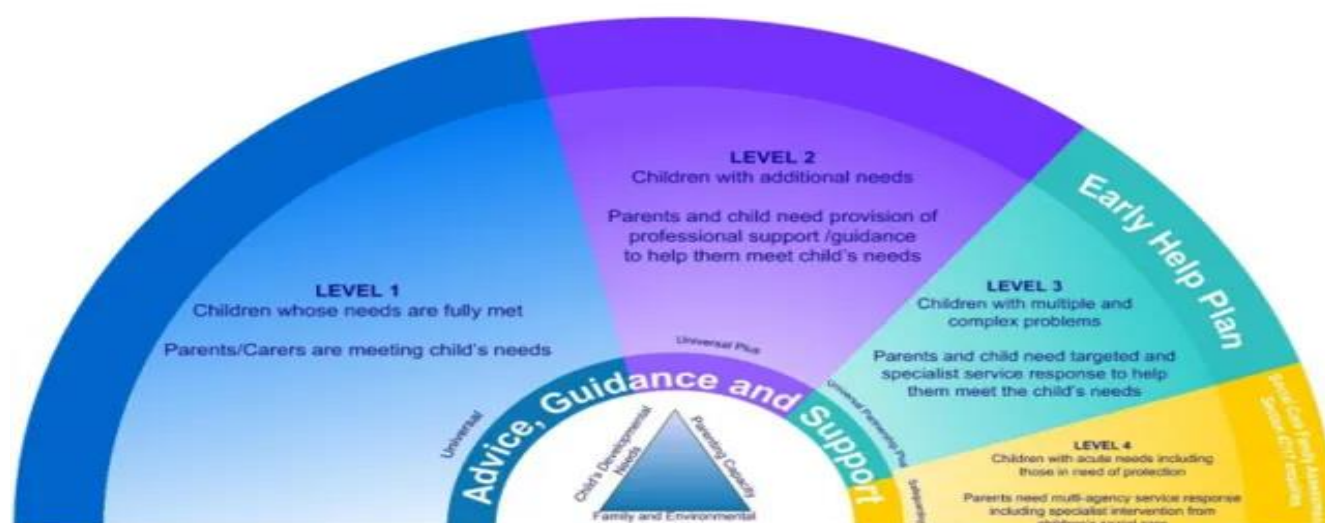 LEVEL 1
Children whose needs are fully met
Parents/Carers are meeting child's needs
LEVEL 2
Children with additional needs
Parents and child need provision of
professional support /guidance
to help them meet child's needs
Early Help Plan
LEVEL 3
Children with multiple and
complex problems
Parents and child need targeted and
specialist service response to help
them meet the child's needs
LEVEL 4
Children with acute needs including
those in need of protection
Parents need multi-agency service response
including specialist intervention from
Universal
Universal Plus
Universal Partnership
Safeguarding
Advice, Guidance and Support
Child's Developmental
Needs
Parenting Capacity
Family and Environmental